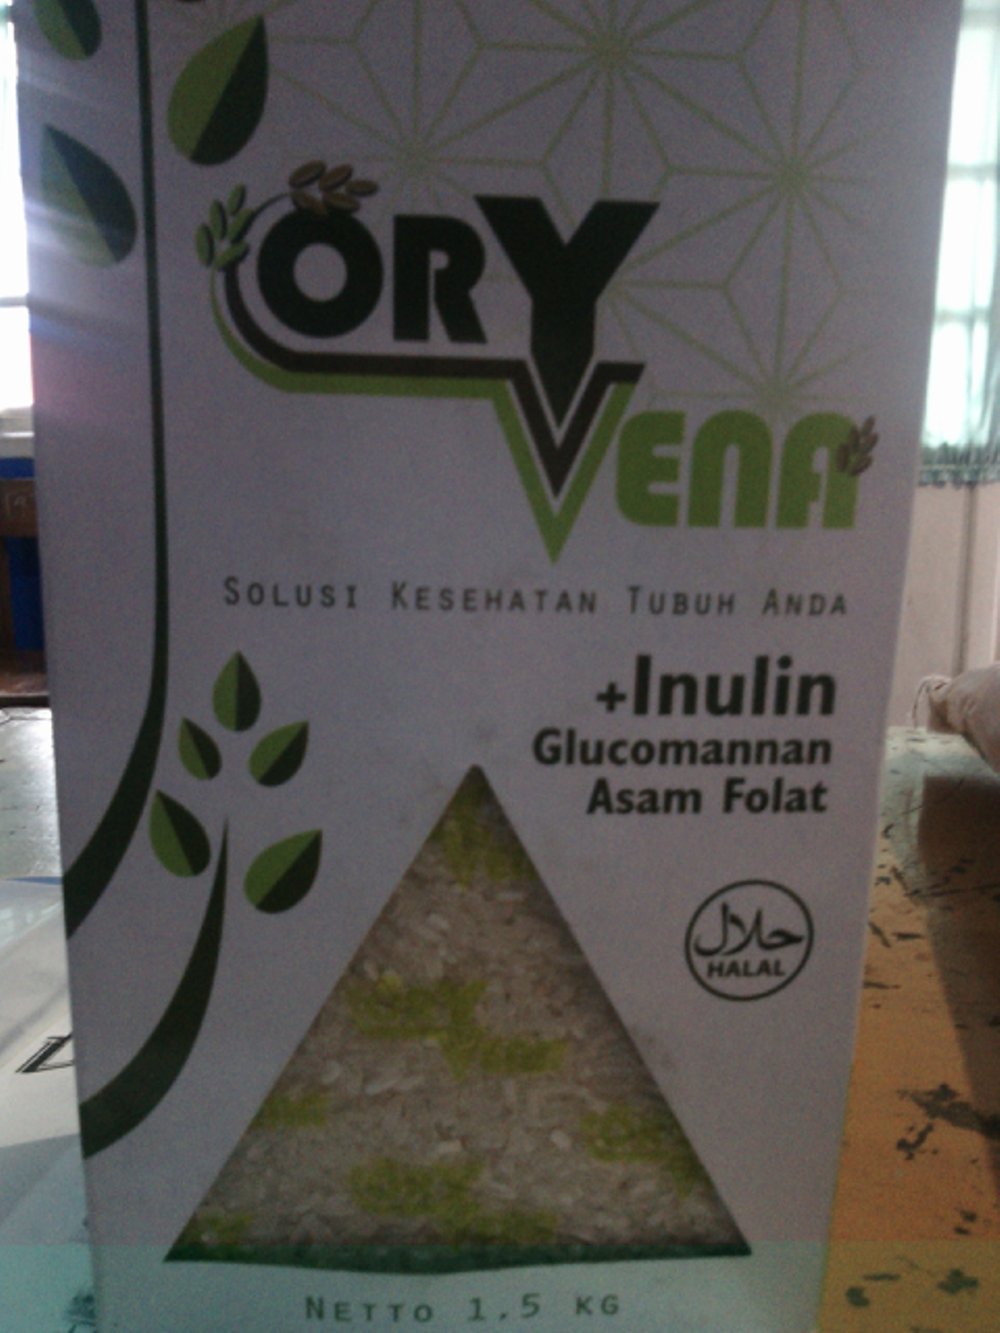 ORY
VENA
SOLUSI KESEHATAN TUBUH ANDA
+Inulin
Glucomannan
Asam Folat
حلال
HALAL
NETTO 1,5 KG